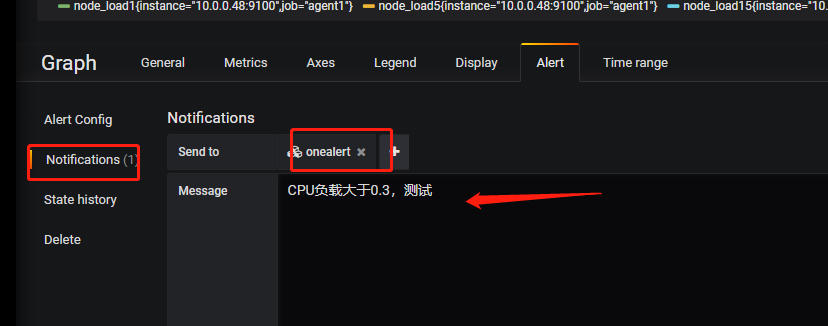 node_load1{instance="10.0.0.48:9100",job="agent1"} node_load5{instance="10.0.0.48:9100",job="agent1"} node_load15{instance="10.
Graph General Metrics Axes Legend Display Alert Time range
Alert Config
Notifications
Notifications (1)
Send to onealert
State history
Message CPU负载大于0.3，测试
Delete